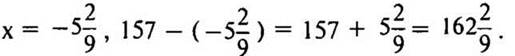 x = −5 2/9, 157 − (−5 2/9) = 157 + 5 2/9 = 162 2/9.